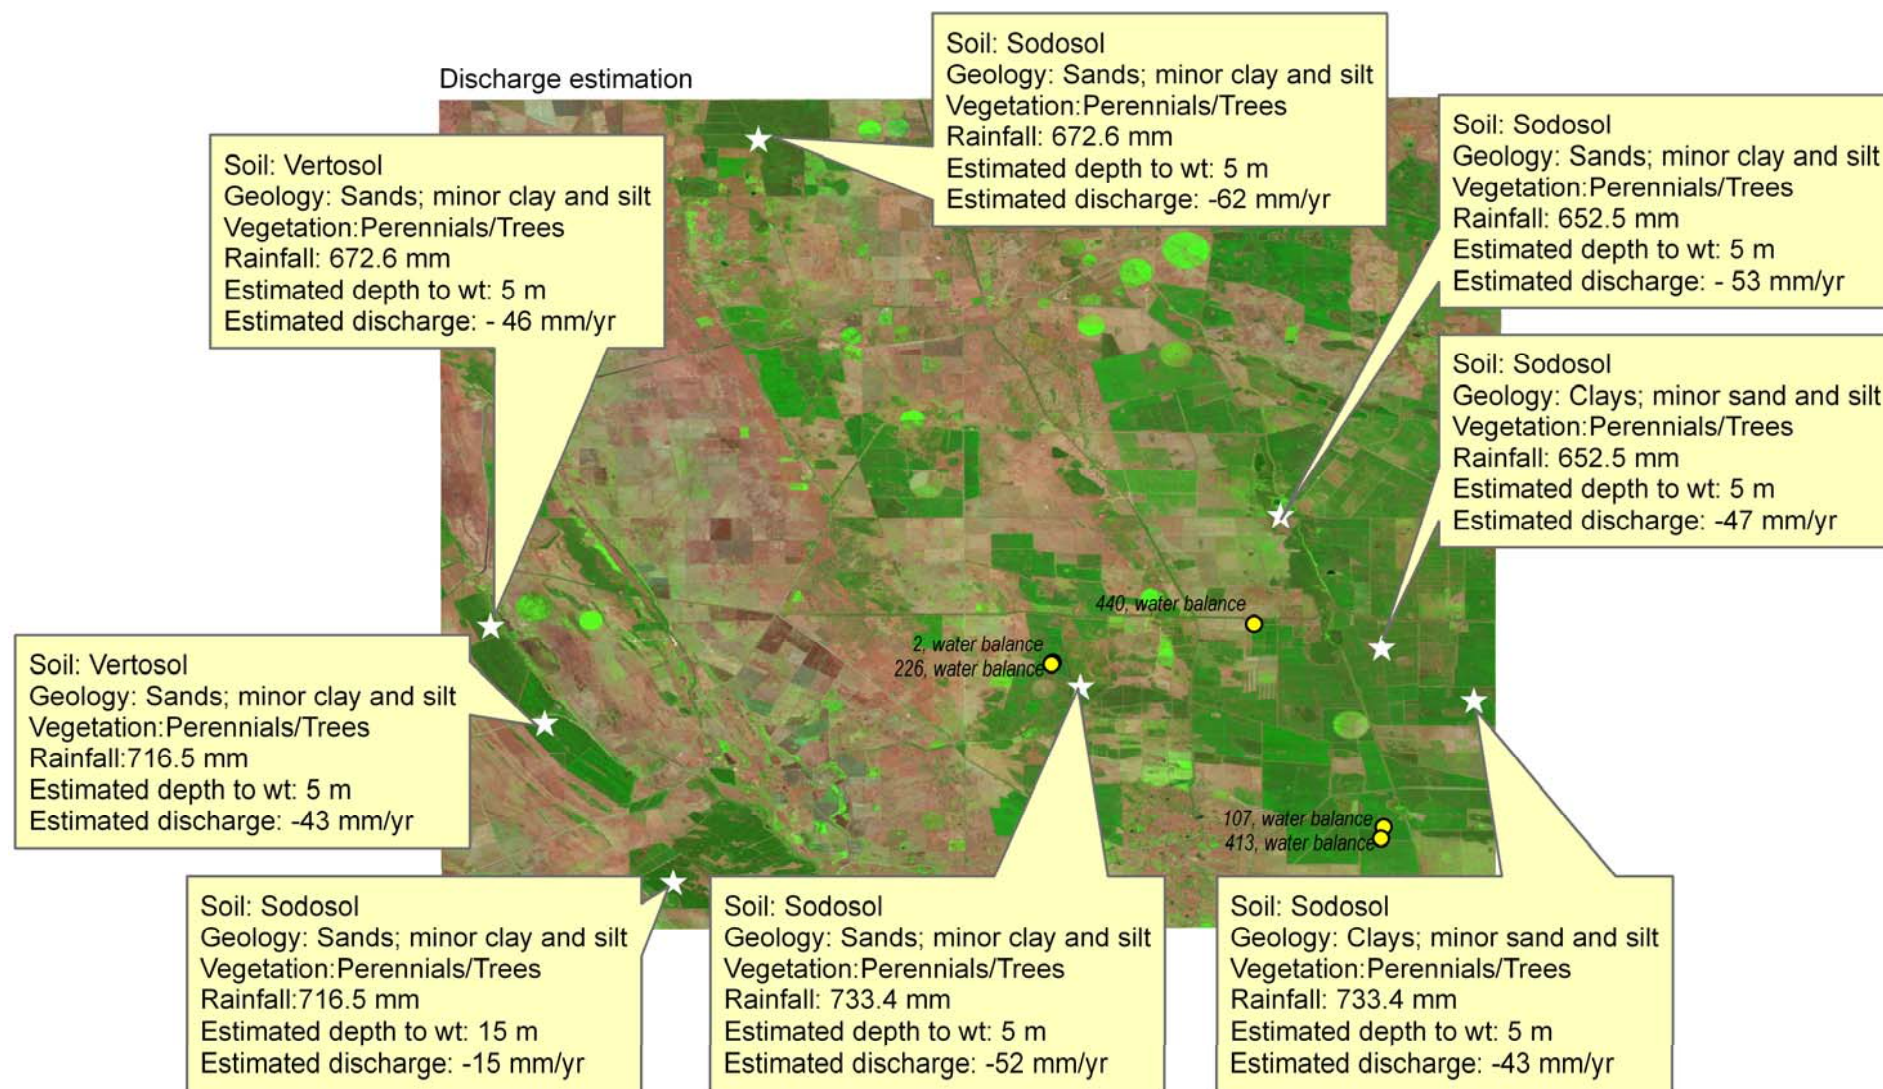 Discharge estimation
Soil: Sodosol
Geology: Sands; minor clay and silt
Vegetation:Perennials/Trees
Rainfall: 672.6 mm
Estimated depth to wt: 5 m
Estimated discharge: -62 mm/yr
Soil: Sodosol
Geology: Sands; minor clay and silt
Vegetation:Perennials/Trees
Rainfall: 652.5 mm
Estimated depth to wt: 5 m
Estimated discharge: - 53 mm/yr
Soil: Vertosol
Geology: Sands; minor clay and silt
Vegetation:Perennials/Trees
Rainfall: 672.6 mm
Estimated depth to wt: 5 m
Estimated discharge: - 46 mm/yr
Soil: Sodosol
Geology: Clays; minor sand and silt
Vegetation:Perennials/Trees
Rainfall: 652.5 mm
Estimated depth to wt: 5 m
Estimated discharge: -47 mm/yr
440, water balance
2, water balance
226, water balance
Soil: Vertosol
Geology: Sands; minor clay and silt
Vegetation:Perennials/Trees
Rainfall:716.5 mm
Estimated depth to wt: 5 m
Estimated discharge: -43 mm/yr
107, water balance
413, water balance
Soil: Sodosol
Geology: Sands; minor clay and silt
Vegetation:Perennials/Trees
Rainfall:716.5 mm
Estimated depth to wt: 15 m
Estimated discharge: -15 mm/yr
Soil: Sodosol
Geology: Sands; minor clay and silt
Vegetation:Perennials/Trees
Rainfall: 733.4 mm
Estimated depth to wt: 5 m
Estimated discharge: -52 mm/yr
Soil: Sodosol
Geology: Clays; minor sand and silt
Vegetation:Perennials/Trees
Rainfall: 733.4 mm
Estimated depth to wt: 5 m
Estimated discharge: -43 mm/yr